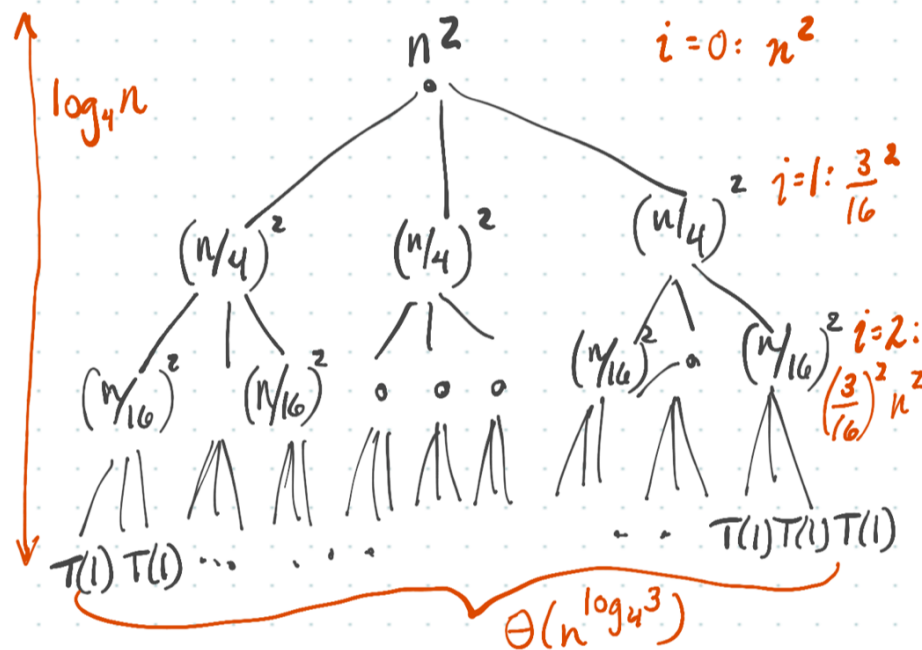 n²
i=0: n²
log₄n
(n/4)² (n/4)² (n/4)²
i=1: 3/16 ²
(n/16)² (n/16)² (n/16)² (n/16)²
i=2:
(3/16)² n²
T(1) T(1) ... ... .. T(1) T(1) T(1)
θ(n^log₄3)